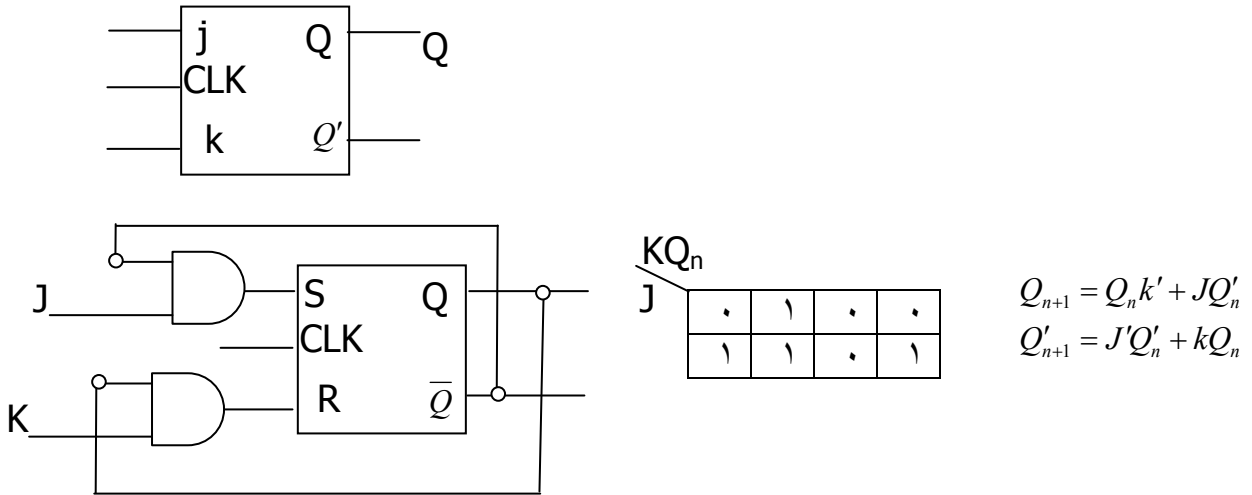 j Q Q
CLK
k Q′
KQₙ
J
J S Q
CLK
K R Q̅
٠ ١ ٠ ٠
١ ١ ٠ ١
Qₙ₊₁ = Qₙk′ + JQ′ₙ
Q′ₙ₊₁ = J′Q′ₙ + kQₙ